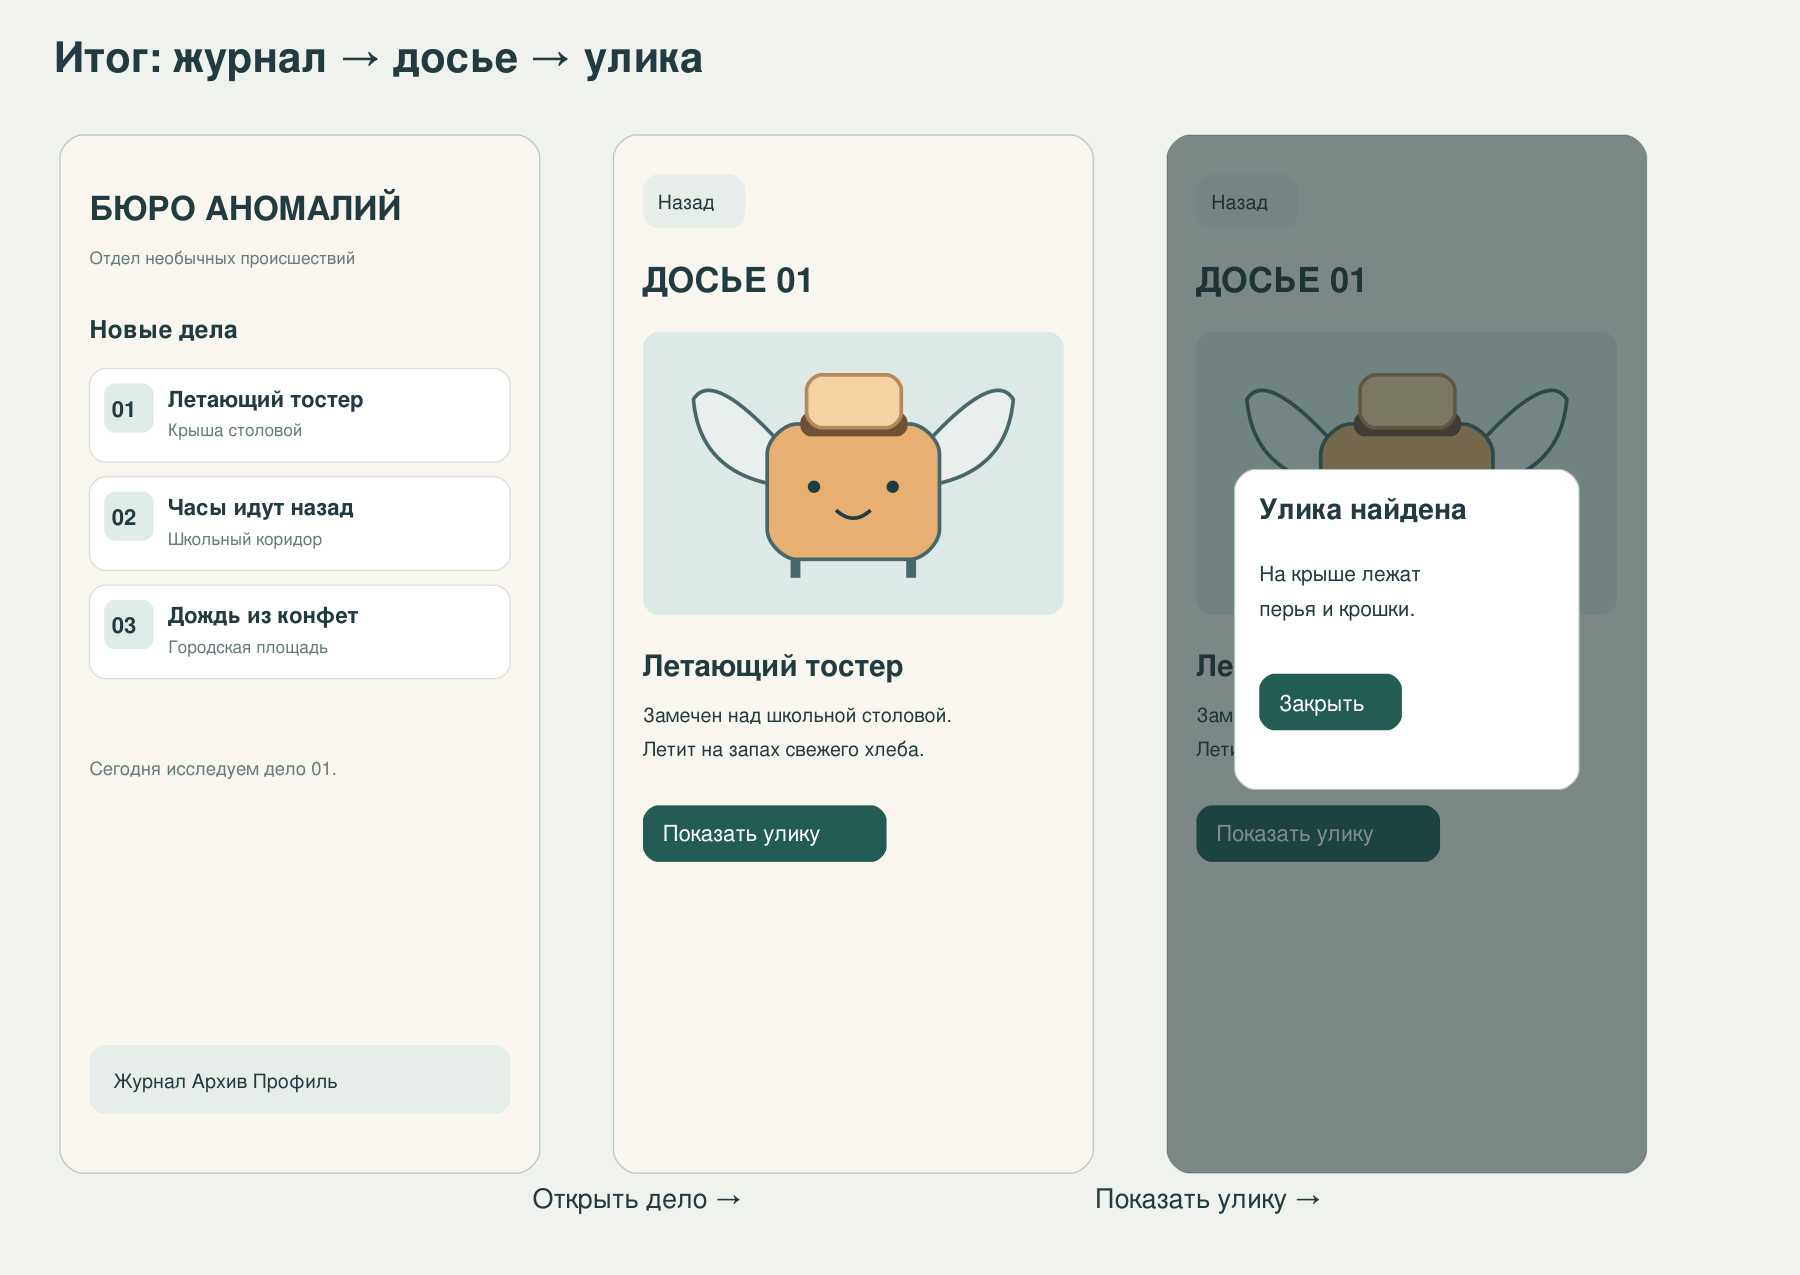 Итог: журнал → досье → улика
БЮРО АНОМАЛИЙ
Отдел необычных происшествий
Новые дела
01
Летающий тостер
Крыша столовой
02
Часы идут назад
Школьный коридор
03
Дождь из конфет
Городская площадь
Сегодня исследуем дело 01.
Журнал Архив Профиль
Назад
ДОСЬЕ 01
Летающий тостер
Замечен над школьной столовой.
Летит на запах свежего хлеба.
Показать улику
Назад
ДОСЬЕ 01
Улика найдена
На крыше лежат
перья и крошки.
Ле
Закрыть
Зам
Лети
Показать улику
Открыть дело →
Показать улику →